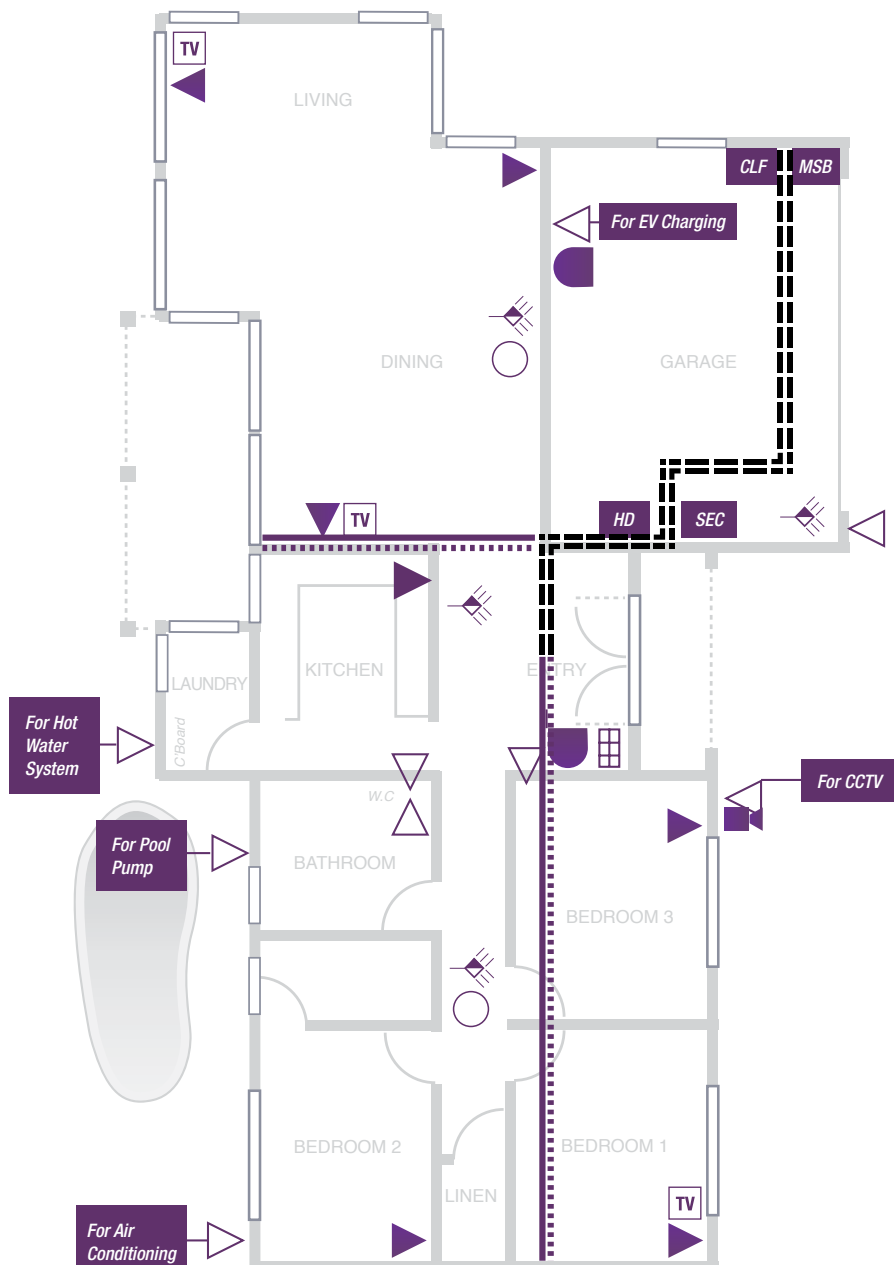 TV
LIVING
CLF
MSB
For EV Charging
DINING
GARAGE
TV
HD
SEC
KITCHEN
ENTRY
LAUNDRY
C'Board
For Hot
Water
System
W.C
For CCTV
For Pool
Pump
BATHROOM
BEDROOM 3
BEDROOM 2
BEDROOM 1
LINEN
TV
For Air
Conditioning